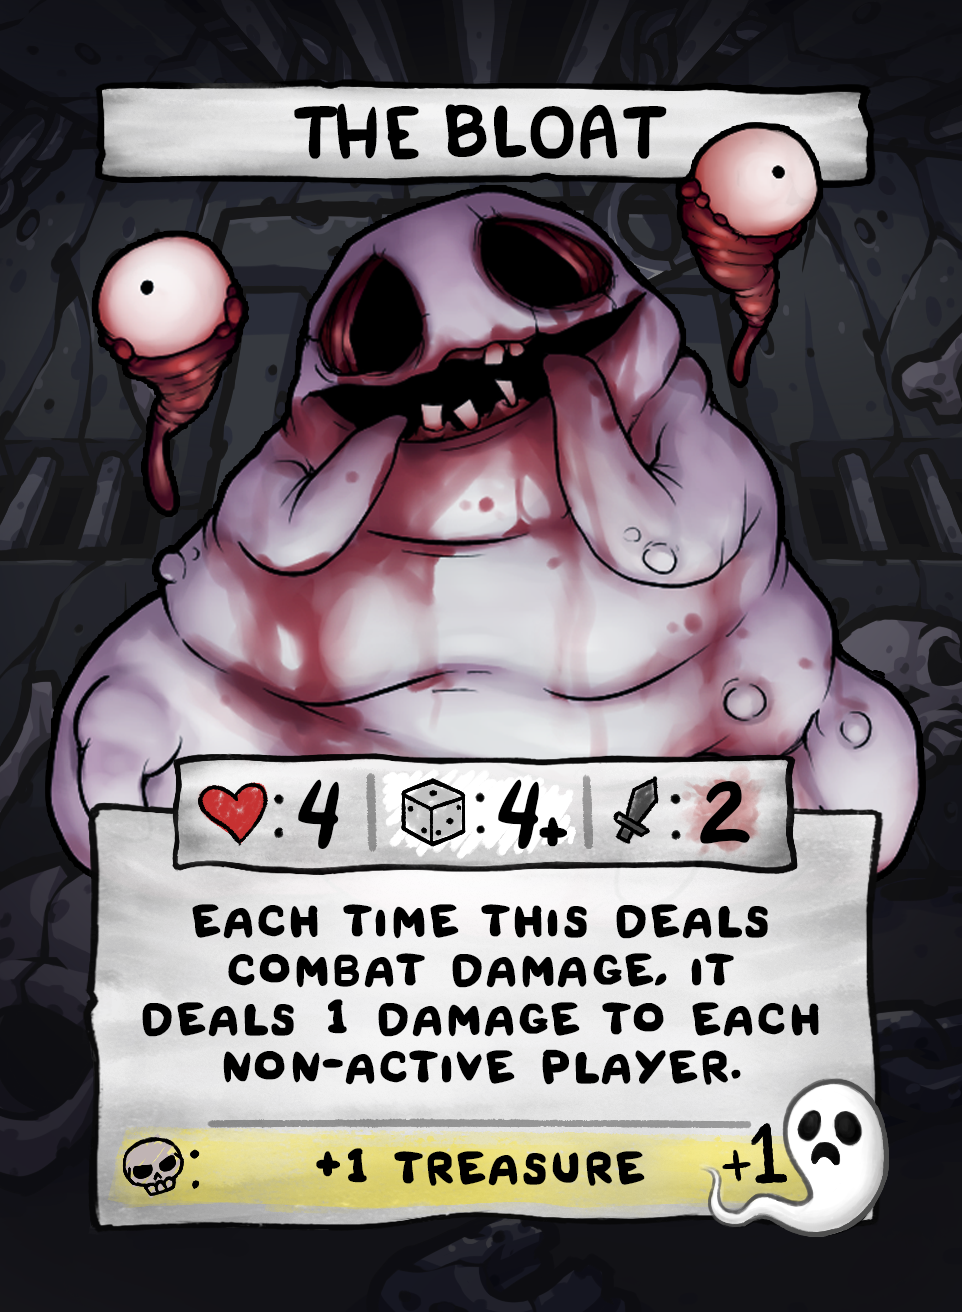 THE BLOAT
: 4 | : 4+ | : 2
EACH TIME THIS DEALS
COMBAT DAMAGE, IT
DEALS 1 DAMAGE TO EACH
NON-ACTIVE PLAYER.
: +1 TREASURE +1